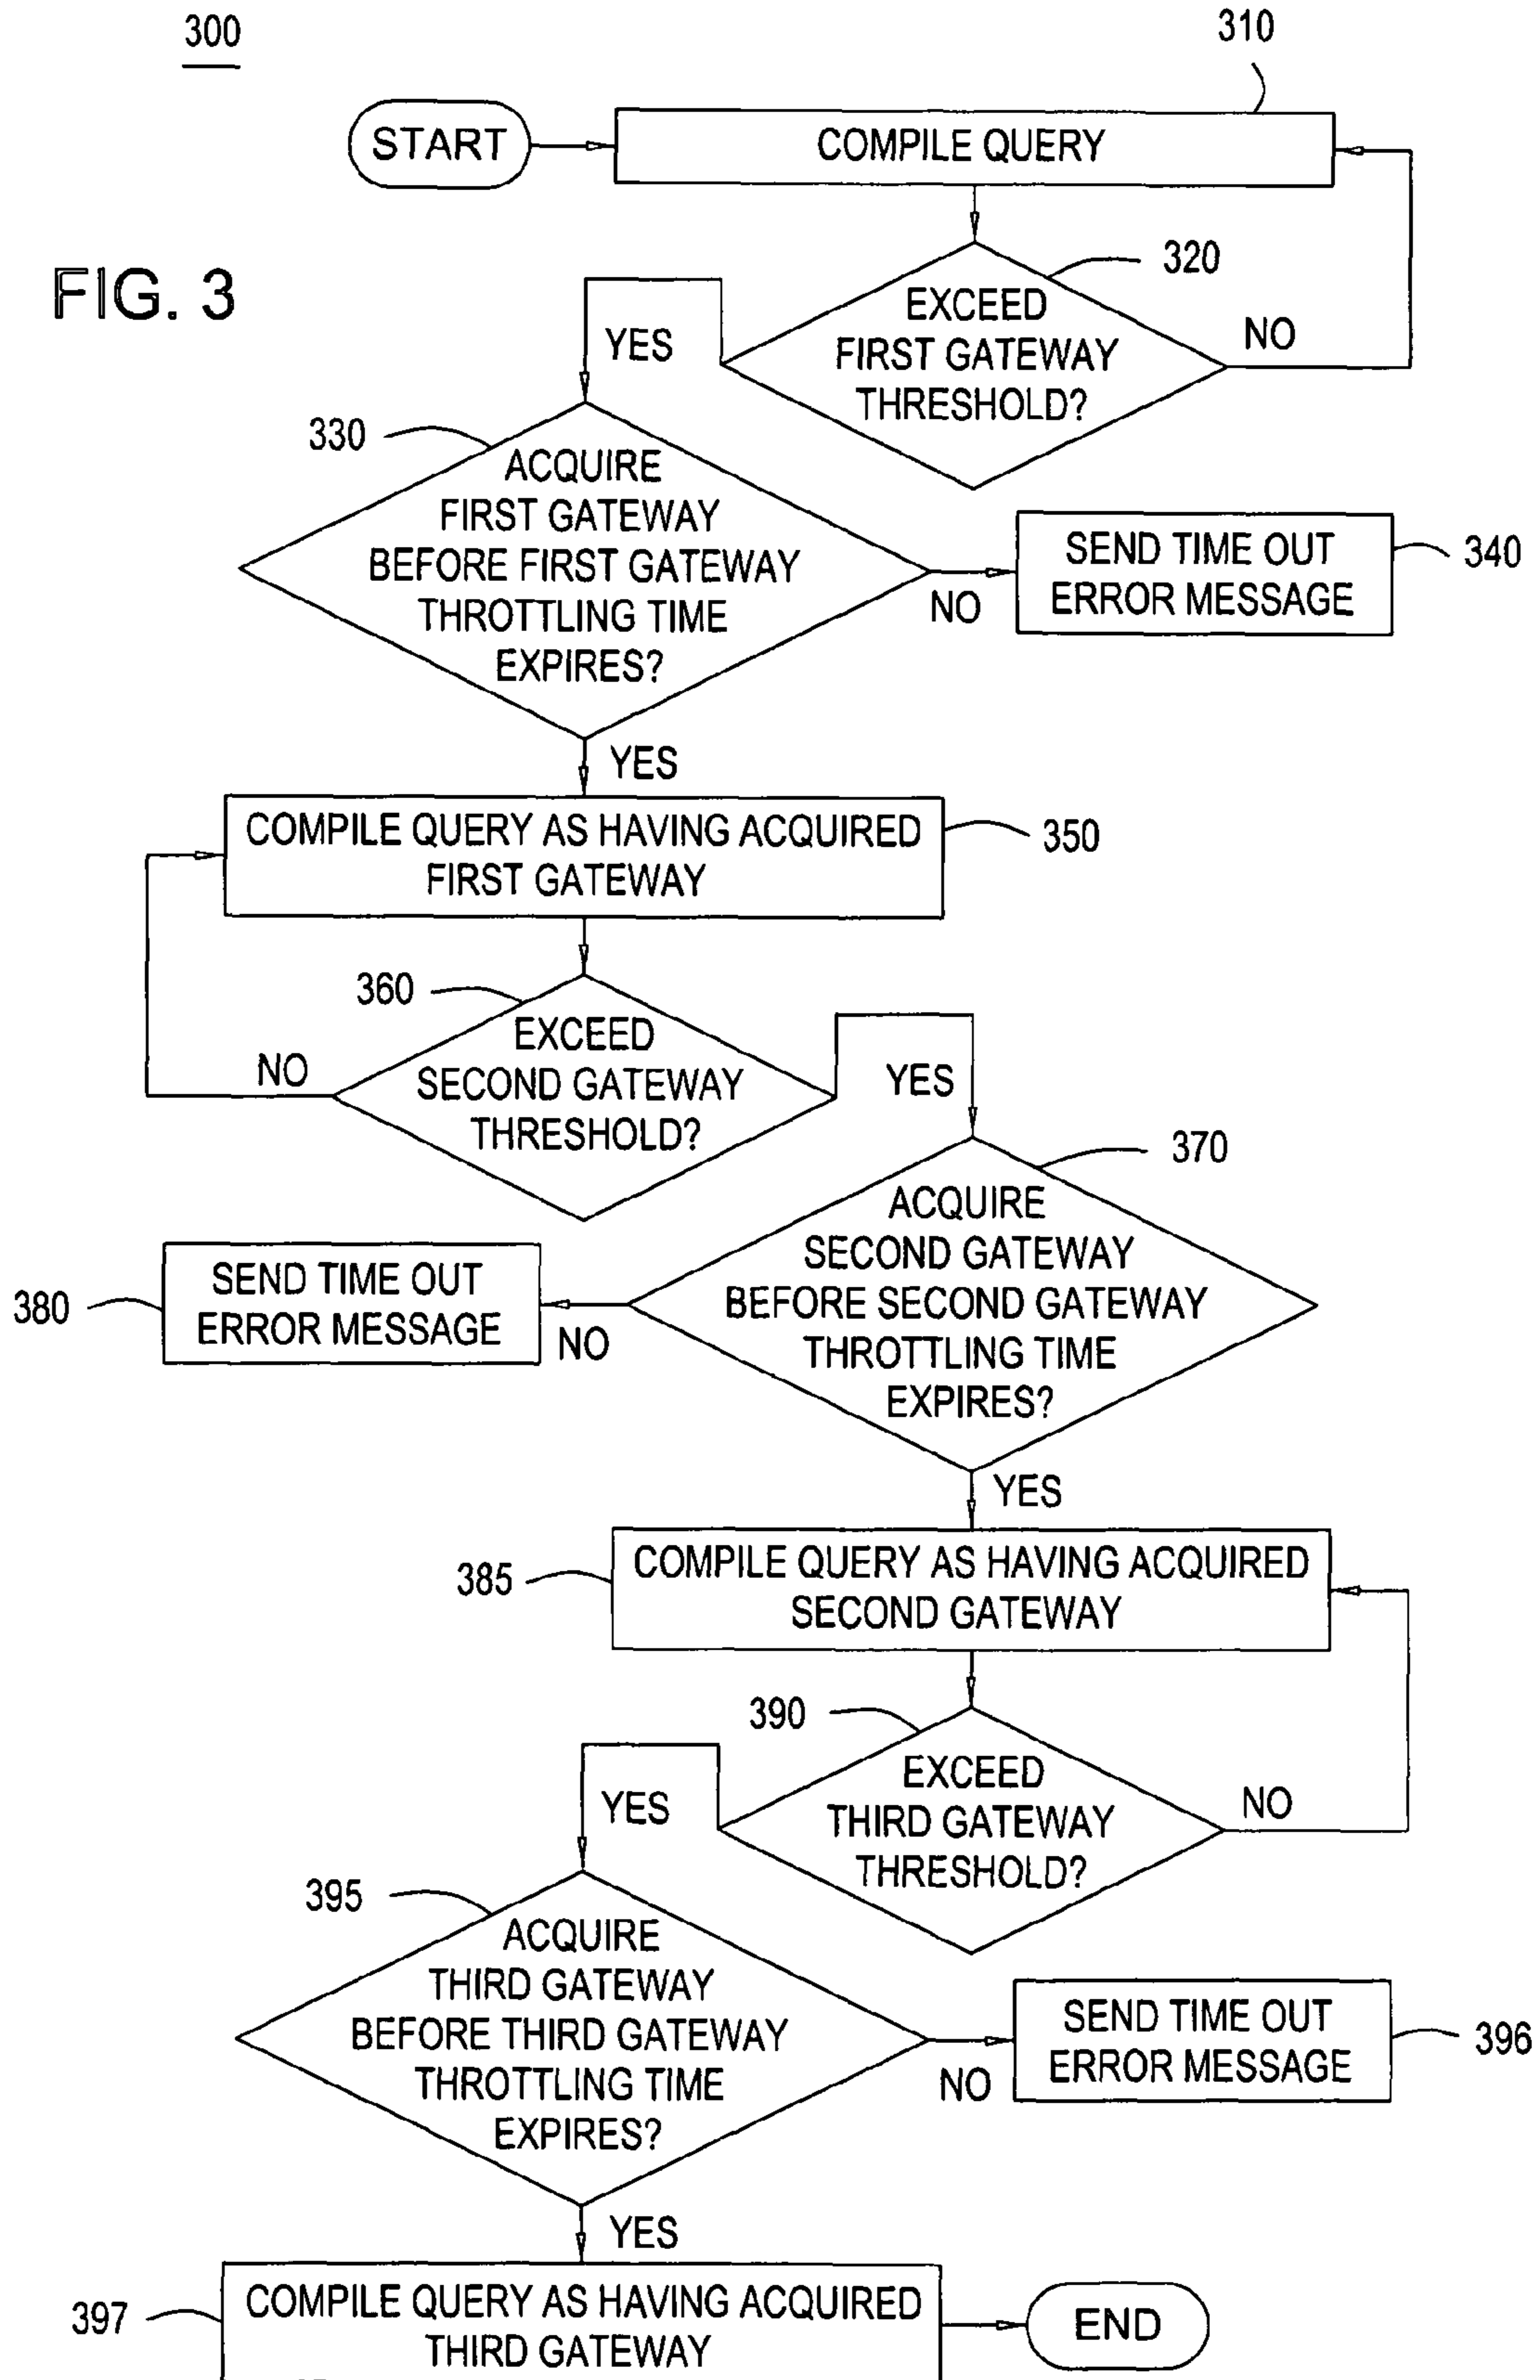 300
310
START
COMPILE QUERY
FIG. 3
320
EXCEED
FIRST GATEWAY
THRESHOLD?
YES
NO
330
ACQUIRE
FIRST GATEWAY
BEFORE FIRST GATEWAY
THROTTLING TIME
EXPIRES?
NO
SEND TIME OUT
ERROR MESSAGE
340
YES
COMPILE QUERY AS HAVING ACQUIRED
FIRST GATEWAY
350
360
EXCEED
SECOND GATEWAY
THRESHOLD?
NO
YES
370
ACQUIRE
SECOND GATEWAY
BEFORE SECOND GATEWAY
THROTTLING TIME
EXPIRES?
380
SEND TIME OUT
ERROR MESSAGE
NO
YES
385
COMPILE QUERY AS HAVING ACQUIRED
SECOND GATEWAY
390
EXCEED
THIRD GATEWAY
THRESHOLD?
YES
NO
395
ACQUIRE
THIRD GATEWAY
BEFORE THIRD GATEWAY
THROTTLING TIME
EXPIRES?
NO
SEND TIME OUT
ERROR MESSAGE
396
YES
397
COMPILE QUERY AS HAVING ACQUIRED
THIRD GATEWAY
END